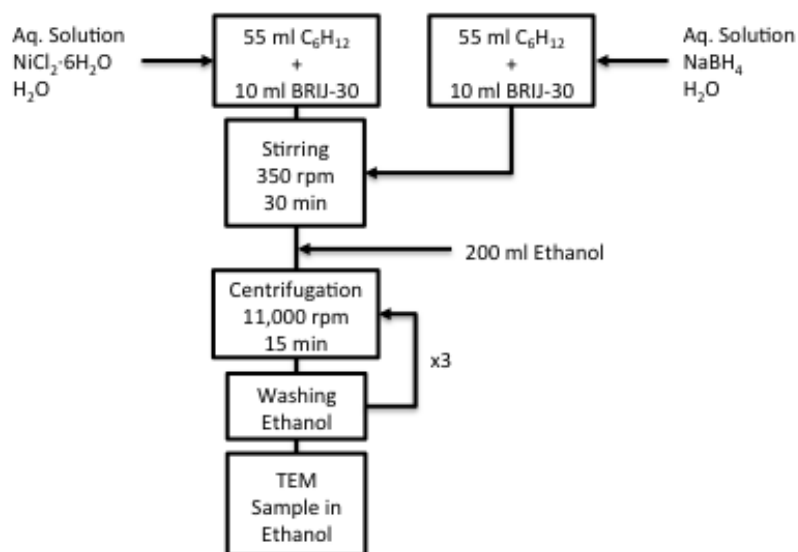 Aq. Solution
NiCl₂·6H₂O
H₂O
55 ml C₆H₁₂
+
10 ml BRIJ-30
55 ml C₆H₁₂
+
10 ml BRIJ-30
Aq. Solution
NaBH₄
H₂O
Stirring
350 rpm
30 min
200 ml Ethanol
Centrifugation
11,000 rpm
15 min
x3
Washing
Ethanol
TEM
Sample in
Ethanol